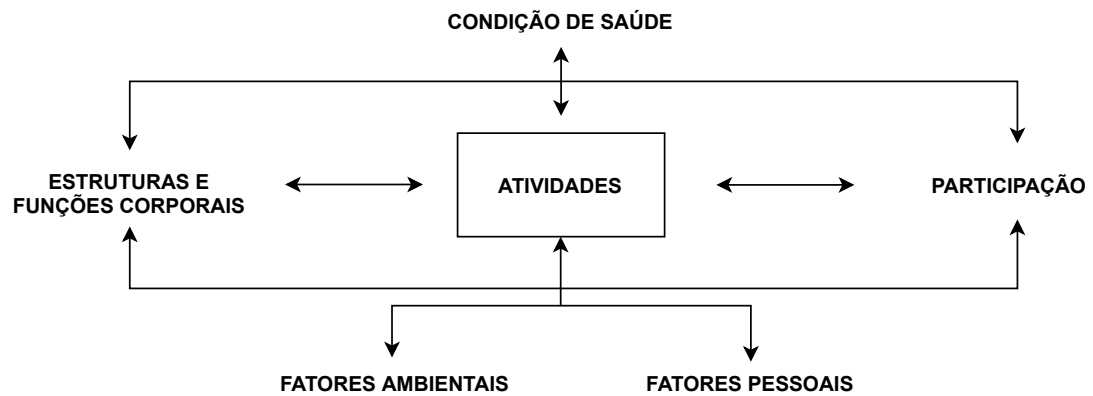 CONDIÇÃO DE SAÚDE
ESTRUTURAS E
FUNÇÕES CORPORAIS
ATIVIDADES
PARTICIPAÇÃO
FATORES AMBIENTAIS
FATORES PESSOAIS